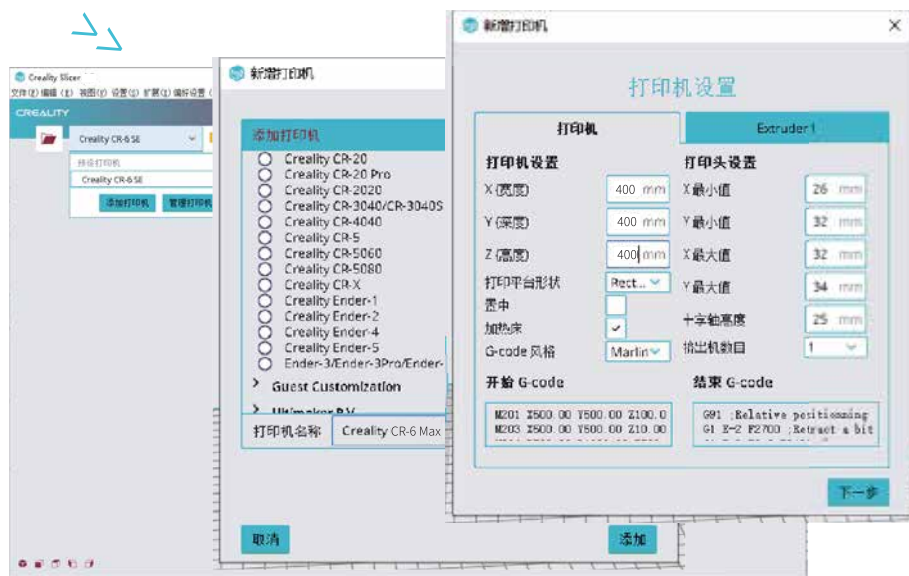 Creality Slicer
文件(F) 编辑 (E) 视图(V) 设置(S) 扩展(X) 偏好设置 (
CREALITY
Creality CR-6 SE
预设打印机
Creality CR-6 SE
添加打印机
管理打印机
新增打印机
添加打印机
Creality CR-20
Creality CR-20 Pro
Creality CR-2020
Creality CR-3040/CR-3040S
Creality CR-4040
Creality CR-5
Creality CR-5060
Creality CR-5080
Creality CR-X
Creality Ender-1
Creality Ender-2
Creality Ender-4
Creality Ender-5
Ender-3/Ender-3Pro/Ender-
Guest Customization
Ultimaker B.V.
打印机名称 Creality CR-6 Max
取消
添加
新增打印机
打印机设置
打印机
Extruder 1
打印机设置
X (宽度) 400 mm
Y (深度) 400 mm
Z (高度) 400 mm
打印平台形状 Rect...
置中
加热床
G-code 风格 Marlin
打印头设置
X 最小值 26 mm
Y 最小值 32 mm
X 最大值 32 mm
Y 最大值 34 mm
十字轴高度 25 mm
挤出机数目 1
开始 G-code
M201 X500.00 Y500.00 Z100.0
M203 X500.00 Y500.00 Z10.00
结束 G-code
G91 ;Relative positionning
G1 E-2 F2700 ;Retract a bit
下一步